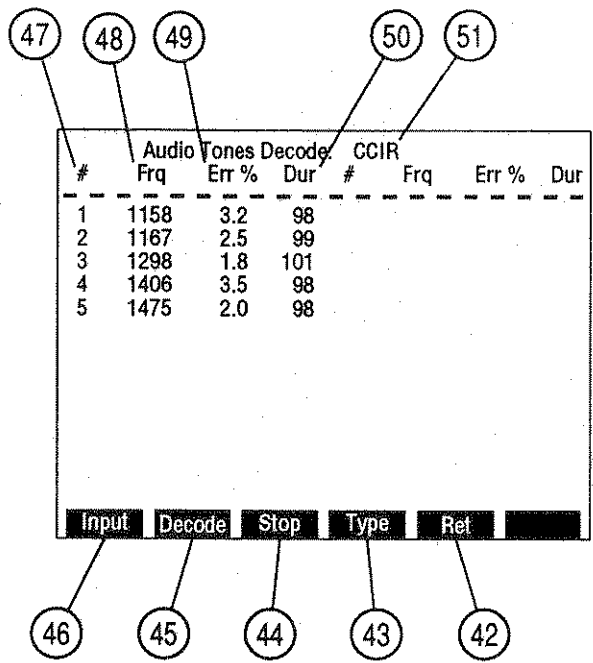 47 48 49 50 51
Audio Tones Decode: CCIR
# Frq Err % Dur # Frq Err % Dur
1 1158 3.2 98
2 1167 2.5 99
3 1298 1.8 101
4 1406 3.5 98
5 1475 2.0 98
Input Decode Stop Type Ret
46 45 44 43 42